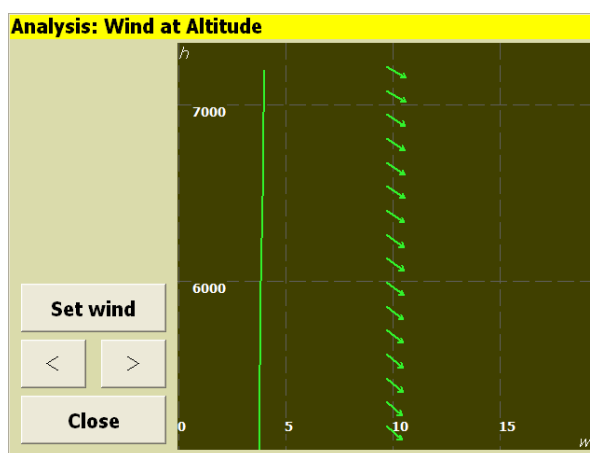 Analysis: Wind at Altitude
h
7000
6000
Set wind
< >
Close
0 5 10 15
w